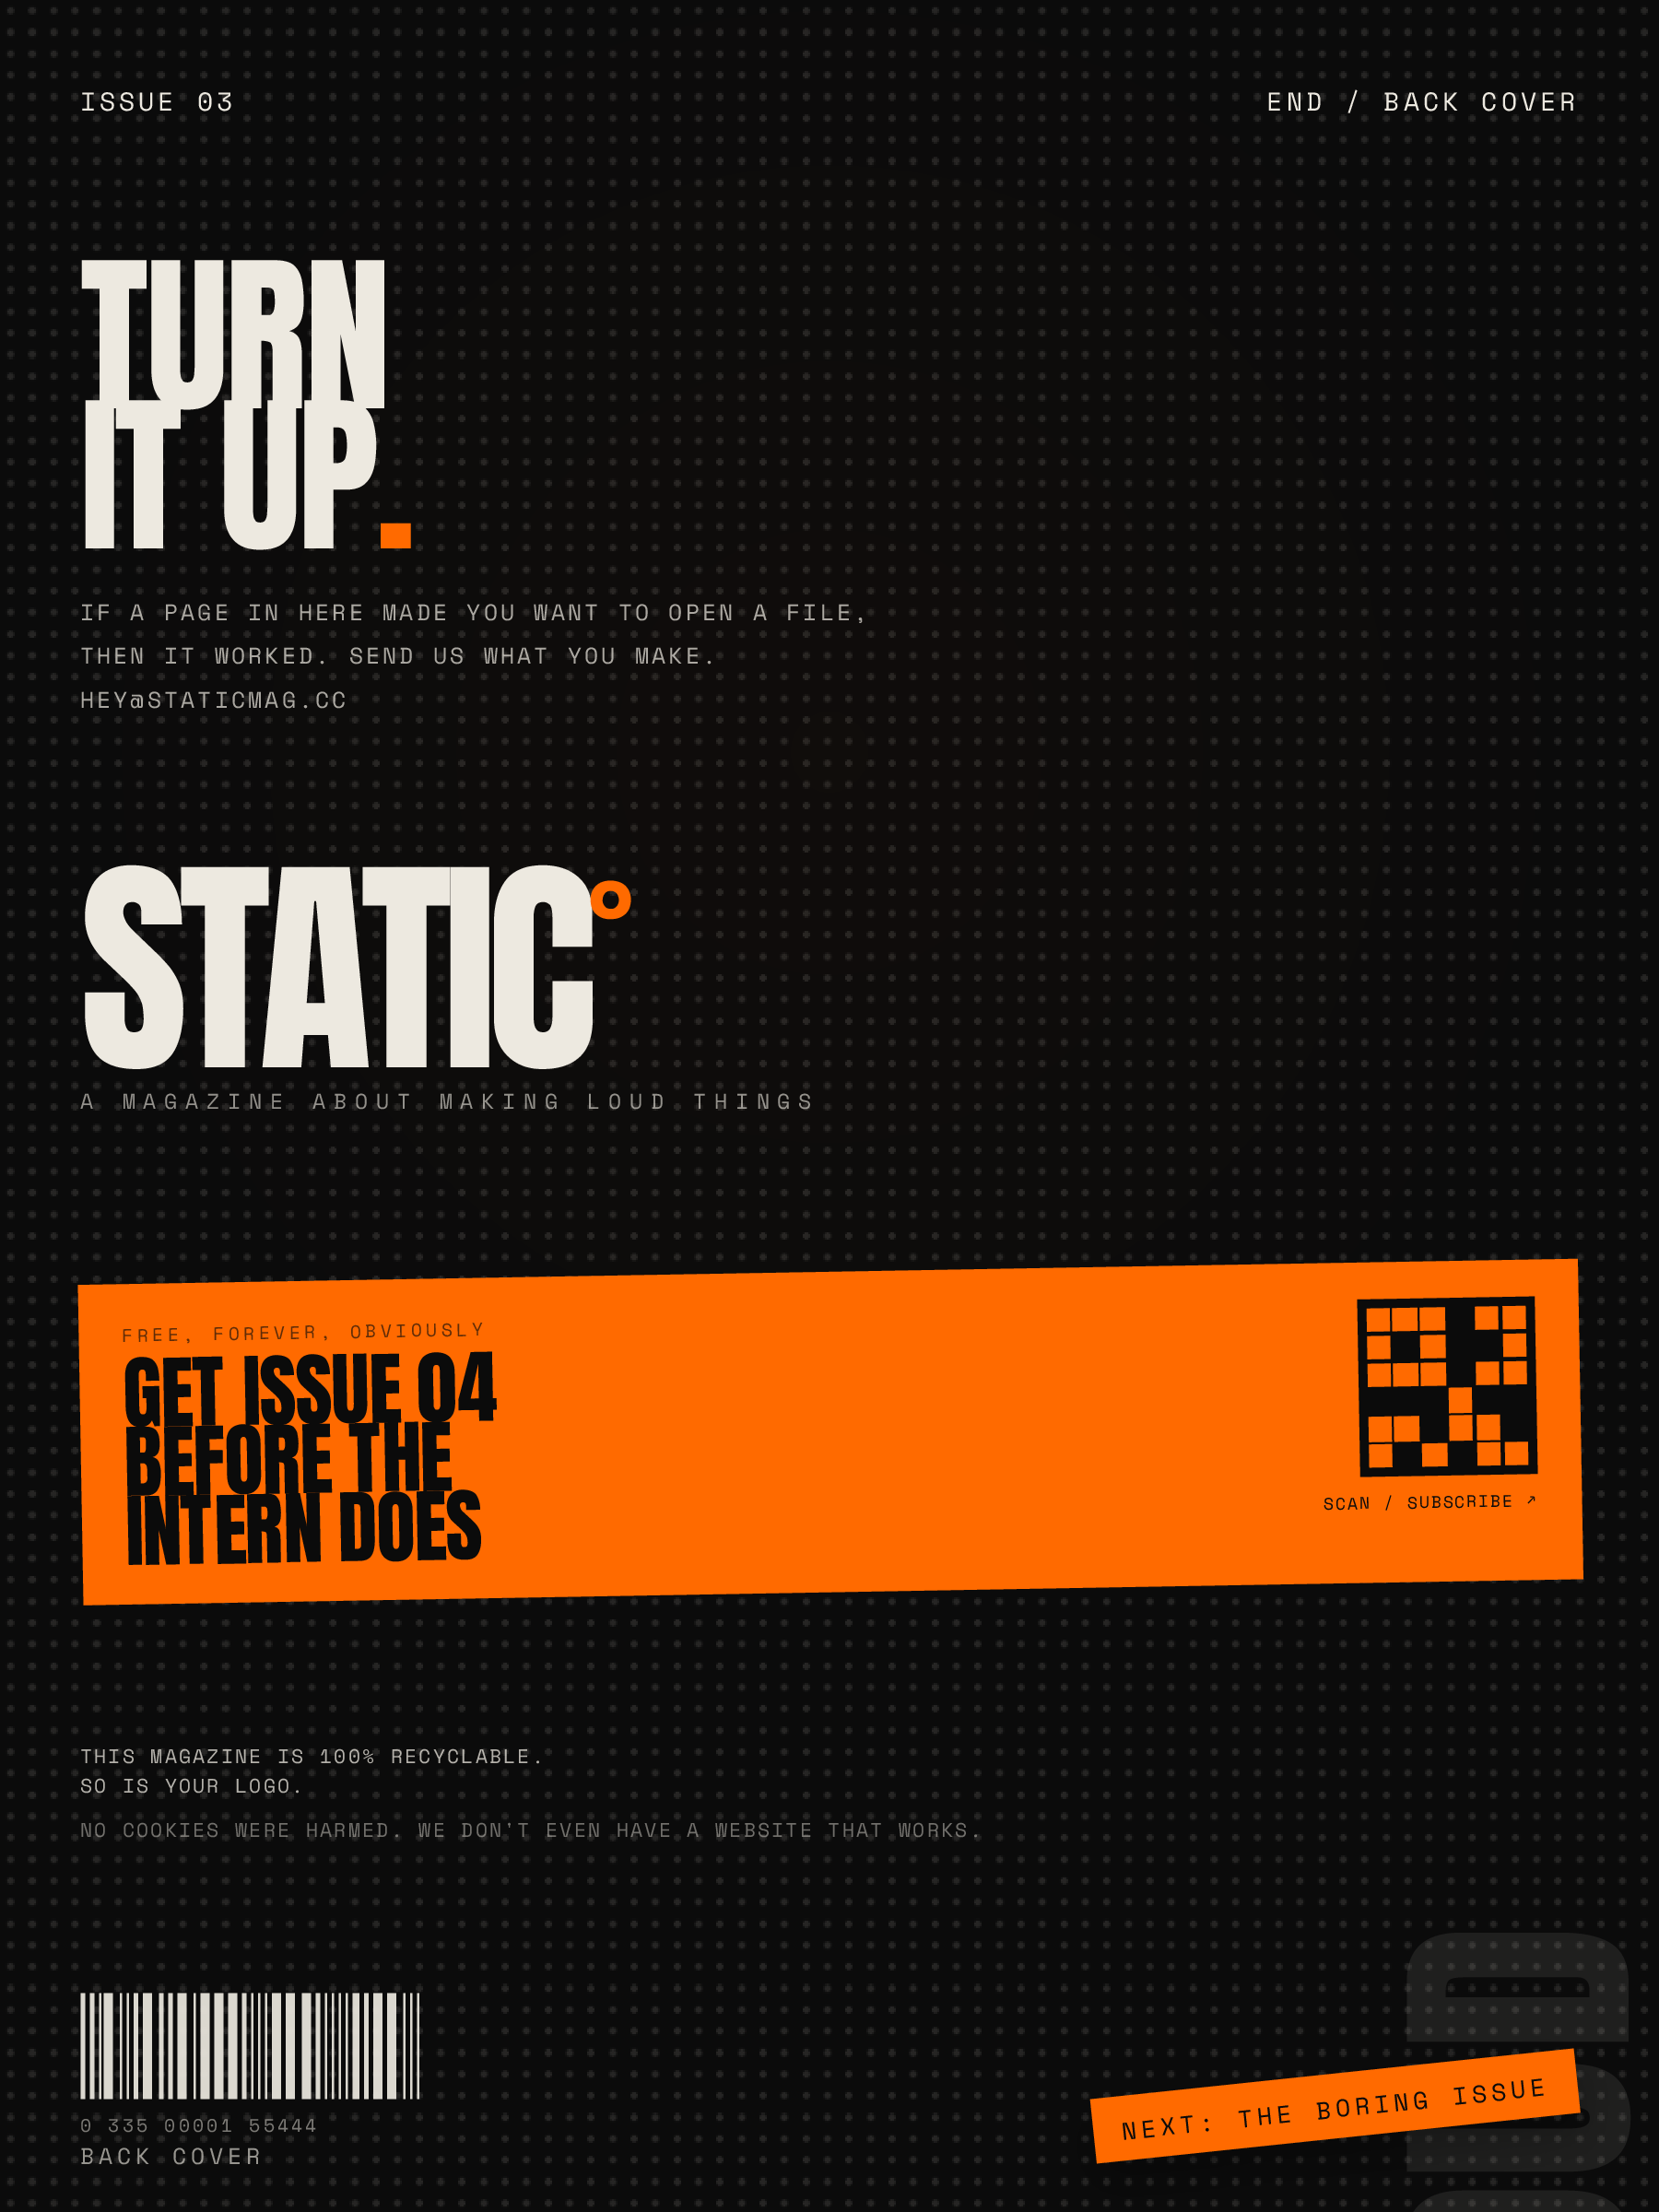 ISSUE 03
END / BACK COVER
TURN
IT UP.
IF A PAGE IN HERE MADE YOU WANT TO OPEN A FILE,
THEN IT WORKED. SEND US WHAT YOU MAKE.
HEY@STATICMAG.CC
STATIC°
A MAGAZINE ABOUT MAKING LOUD THINGS
FREE, FOREVER, OBVIOUSLY
GET ISSUE 04
BEFORE THE
INTERN DOES
SCAN / SUBSCRIBE ↗
THIS MAGAZINE IS 100% RECYCLABLE.
SO IS YOUR LOGO.
NO COOKIES WERE HARMED. WE DON'T EVEN HAVE A WEBSITE THAT WORKS.
0 335 00001 55444
BACK COVER
NEXT: THE BORING ISSUE